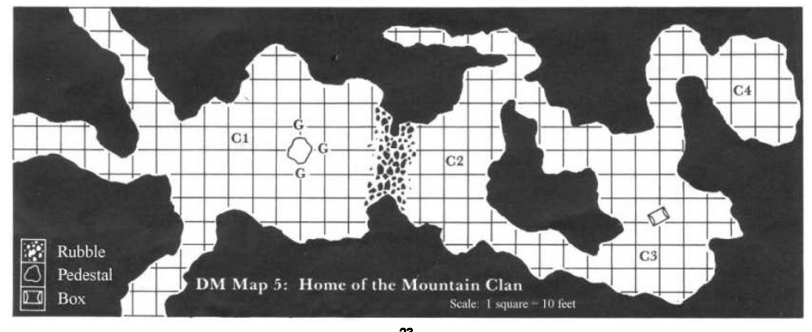 C4
G
C1
G
C2
G
C3
Rubble
Pedestal
Box
DM Map 5: Home of the Mountain Clan
Scale: 1 square = 10 feet
23